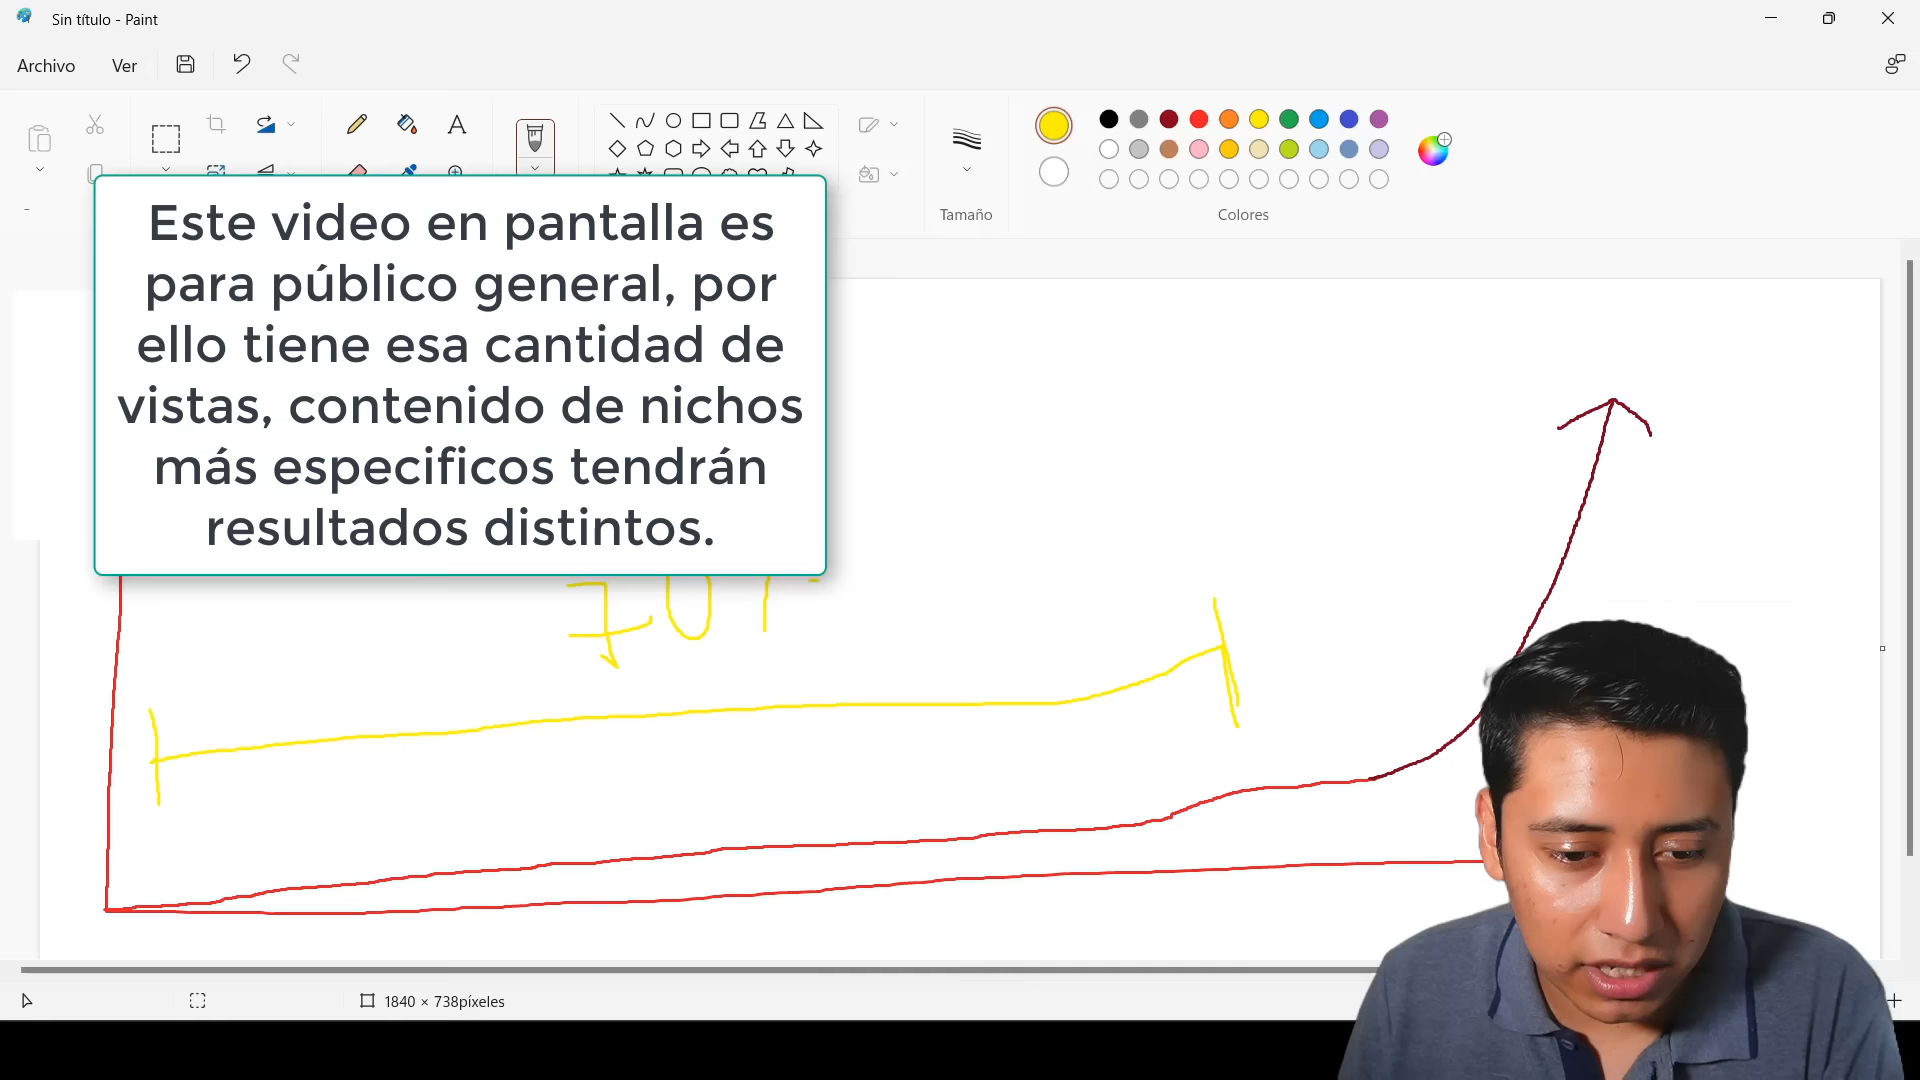 Sin título - Paint
Archivo
Ver
Tamaño
Colores
Este video en pantalla es
para público general, por
ello tiene esa cantidad de
vistas, contenido de nichos
más especificos tendrán
resultados distintos.
1840 × 738píxeles